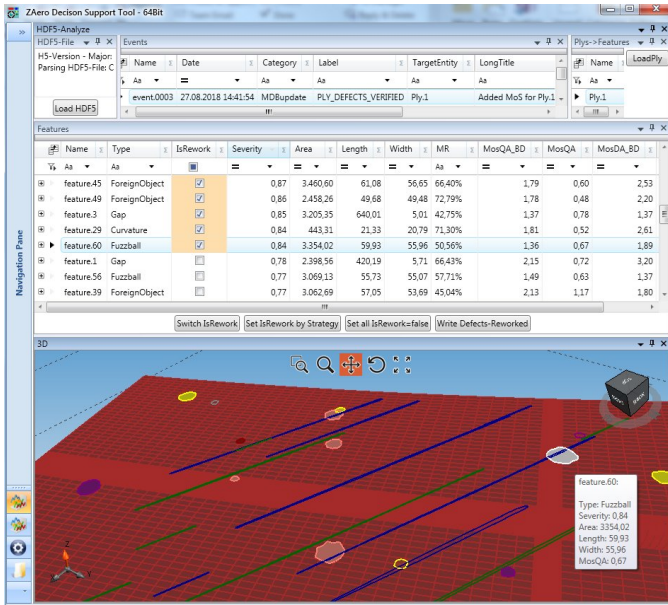 ZAero Decison Support Tool - 64Bit
HDF5-Analyze
HDF5-File
Events
Plys->Features
H5-Version - Major:
Parsing HDF5-File: C
Load HDF5
Name Date Category Label TargetEntity LongTitle
Aa = Aa Aa Aa Aa
event.0003 27.08.2018 14:41:54 MDBupdate PLY_DEFECTS_VERIFIED Ply.1 Added MoS for Ply.1
Name
LoadPly
Aa
Ply.1
Features
Name Type IsRework Severity Area Length Width MR MosQA_BD MosQA MosDA_BD
Aa Aa = = = = Aa = = =
feature.45 ForeignObject 0,87 3.460,60 61,08 56,65 66,40% 1,79 0,60 2,53
feature.49 ForeignObject 0,86 2.458,26 49,68 49,48 72,79% 1,78 0,48 2,20
feature.3 Gap 0,85 3.205,35 640,01 5,01 42,75% 1,37 0,78 1,37
feature.29 Curvature 0,84 443,31 21,33 20,79 71,30% 1,81 0,52 2,61
feature.60 Fuzzball 0,84 3.354,02 59,93 55,96 50,56% 1,36 0,67 1,89
feature.1 Gap 0,78 2.398,56 420,19 5,71 66,43% 2,15 0,72 3,20
feature.56 Fuzzball 0,77 3.069,13 55,73 55,07 57,71% 1,49 0,63 1,37
feature.39 ForeignObject 0,77 3.062,69 57,05 53,69 45,04% 2,13 1,17 1,80
Switch IsRework Set IsRework by Strategy Set all IsRework=false Write Defects-Reworked
Navigation Pane
3D
feature.60:
Type: Fuzzball
Severity: 0,84
Area: 3354,02
Length: 59,93
Width: 55,96
MosQA: 0,67
Z
X
Y